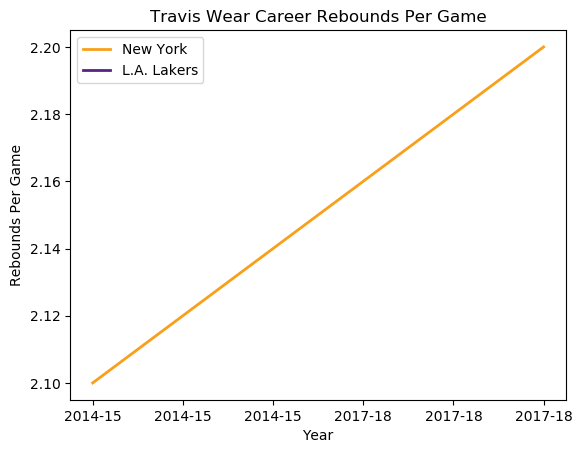 Travis Wear Career Rebounds Per Game
New York
L.A. Lakers
2.20
2.18
2.16
2.14
2.12
2.10
Rebounds Per Game
2014-15 2014-15 2014-15 2017-18 2017-18 2017-18
Year